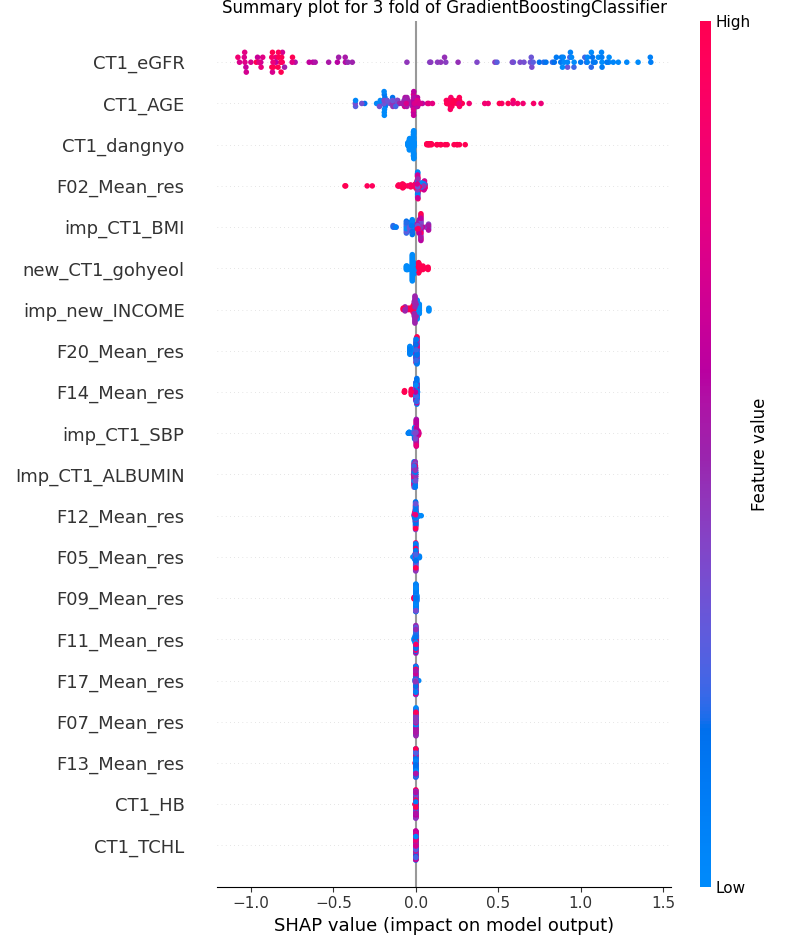 Summary plot for 3 fold of GradientBoostingClassifier
High
CT1_eGFR
CT1_AGE
CT1_dangnyo
F02_Mean_res
imp_CT1_BMI
new_CT1_gohyeol
imp_new_INCOME
F20_Mean_res
F14_Mean_res
imp_CT1_SBP
Imp_CT1_ALBUMIN
F12_Mean_res
F05_Mean_res
F09_Mean_res
F11_Mean_res
F17_Mean_res
F07_Mean_res
F13_Mean_res
CT1_HB
CT1_TCHL
Feature value
Low
−1.0 −0.5 0.0 0.5 1.0 1.5
SHAP value (impact on model output)